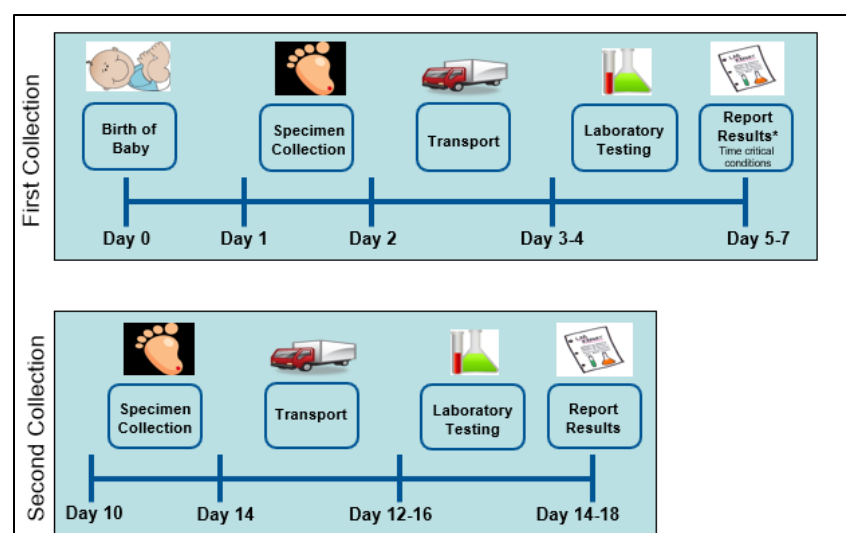 First Collection
Birth of
Baby
Specimen
Collection
Transport
Laboratory
Testing
Report
Results*
Time critical
conditions
Day 0
Day 1
Day 2
Day 3-4
Day 5-7
Second Collection
Specimen
Collection
Transport
Laboratory
Testing
Report
Results
Day 10
Day 14
Day 12-16
Day 14-18